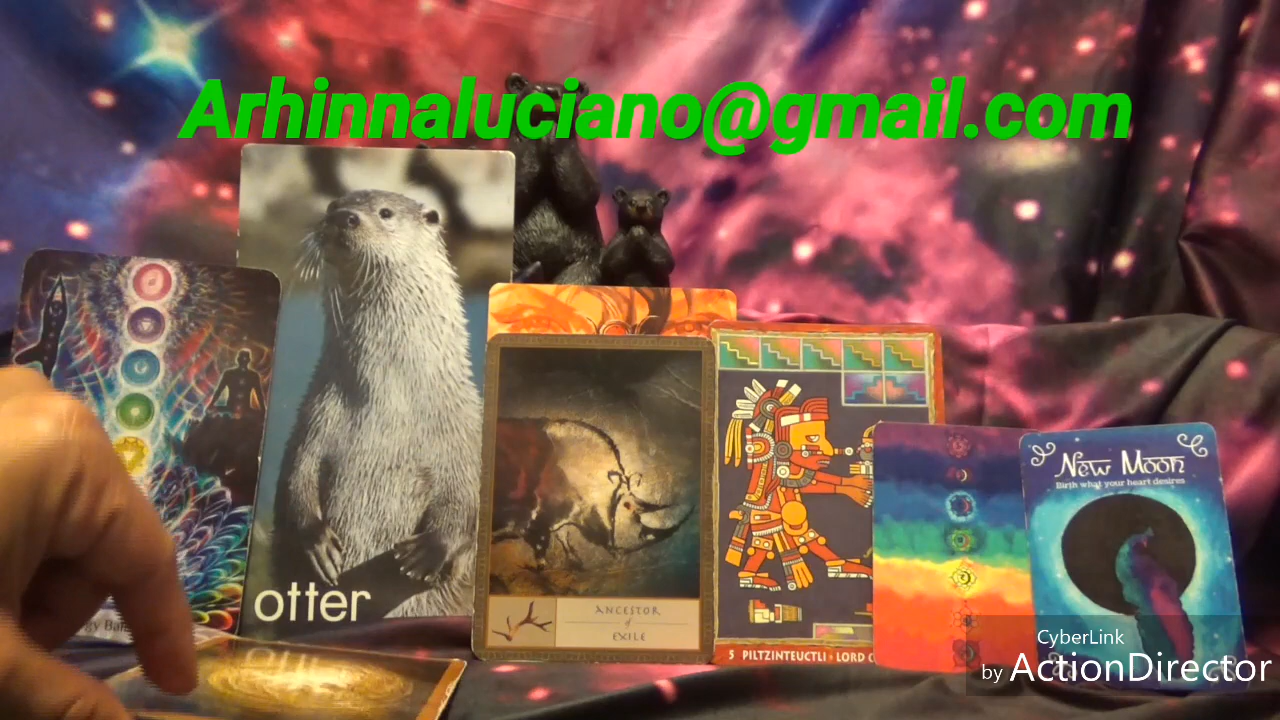 Arhinnaluciano@gmail.com
otter
ANCESTOR
of
EXILE
5 PILTZINTEUCTLI · LORD
New Moon
Birth what your heart desires
CyberLink
by ActionDirector